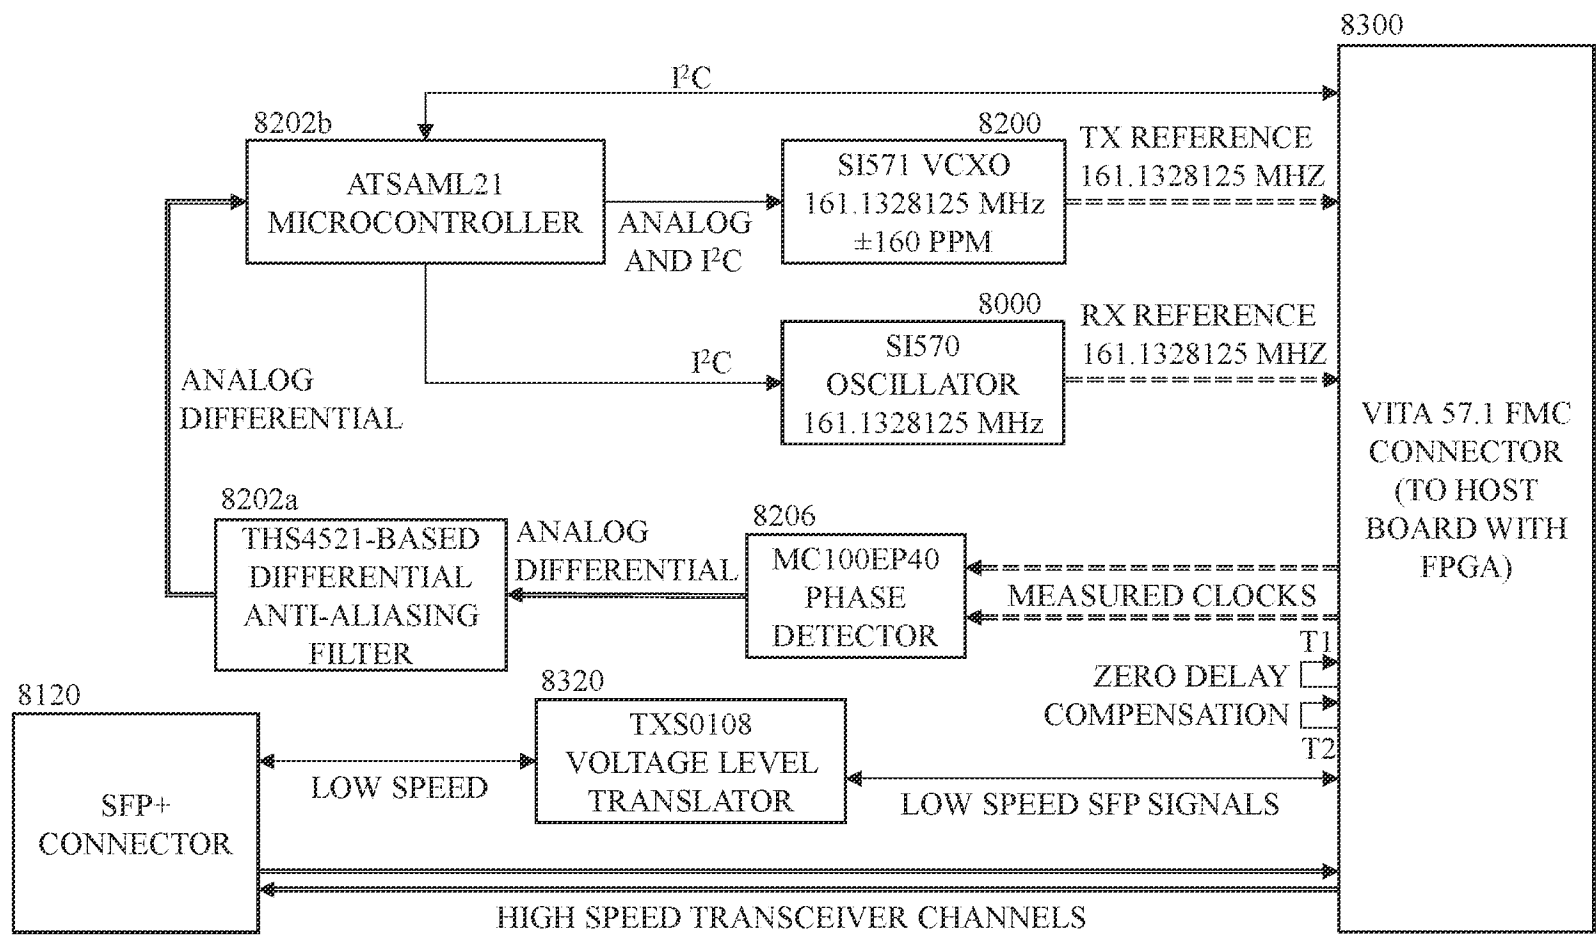 8300
I²C
8202b
ATSAML21
MICROCONTROLLER
ANALOG
AND I²C
8200
SI571 VCXO
161.1328125 MHz
±160 PPM
TX REFERENCE
161.1328125 MHZ
8000
SI570
OSCILLATOR
161.1328125 MHz
I²C
RX REFERENCE
161.1328125 MHZ
ANALOG
DIFFERENTIAL
VITA 57.1 FMC
CONNECTOR
(TO HOST
BOARD WITH
FPGA)
8202a
THS4521-BASED
DIFFERENTIAL
ANTI-ALIASING
FILTER
ANALOG
DIFFERENTIAL
8206
MC100EP40
PHASE
DETECTOR
MEASURED CLOCKS
T1
ZERO DELAY
COMPENSATION
T2
8120
SFP+
CONNECTOR
LOW SPEED
8320
TXS0108
VOLTAGE LEVEL
TRANSLATOR
LOW SPEED SFP SIGNALS
HIGH SPEED TRANSCEIVER CHANNELS